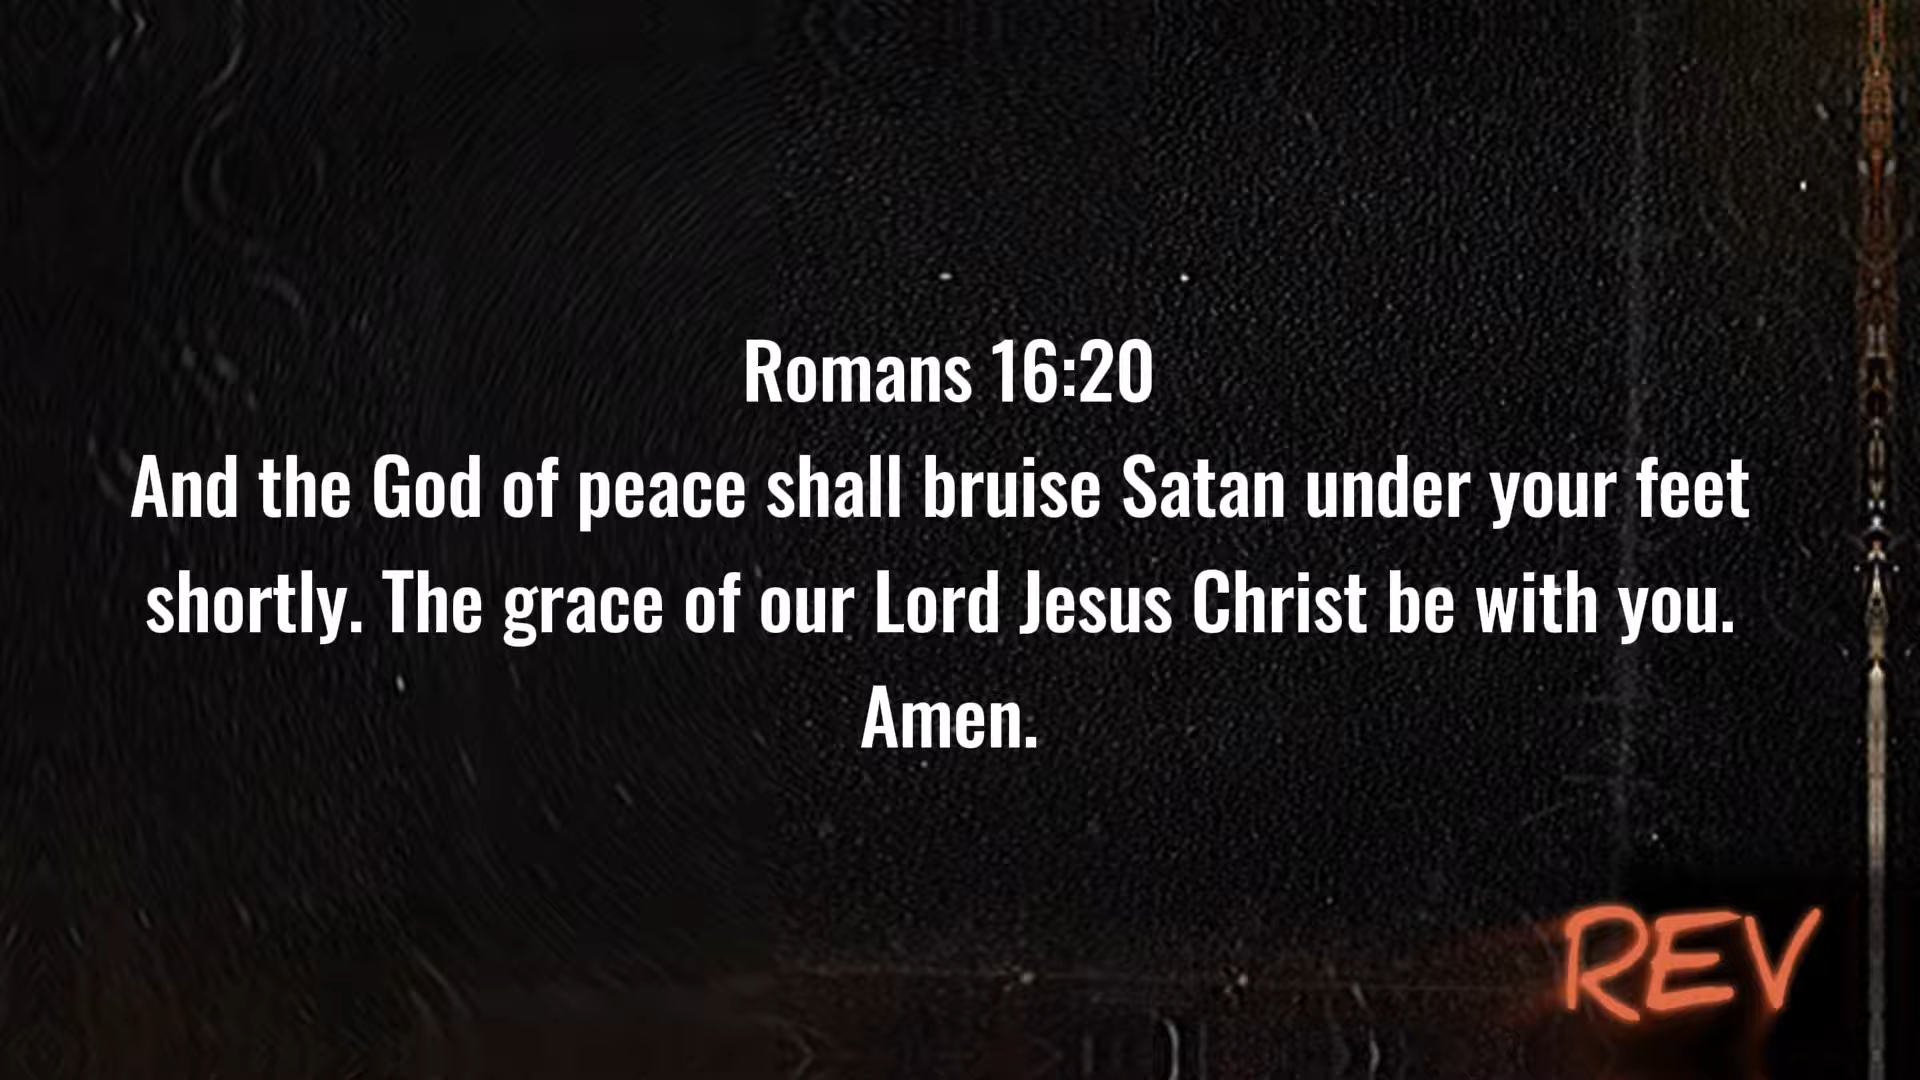 Romans 16:20
And the God of peace shall bruise Satan under your feet
shortly. The grace of our Lord Jesus Christ be with you.
Amen.
REV